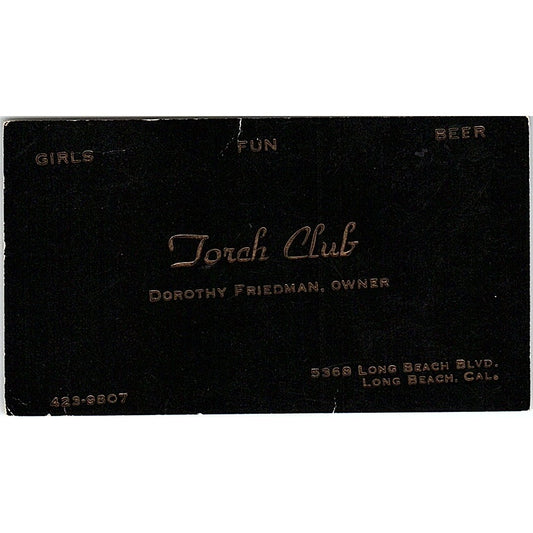 GIRLS FUN BEER
Torch Club
DOROTHY FRIEDMAN, OWNER
5369 LONG BEACH BLVD.
LONG BEACH, CAL.
423-9807